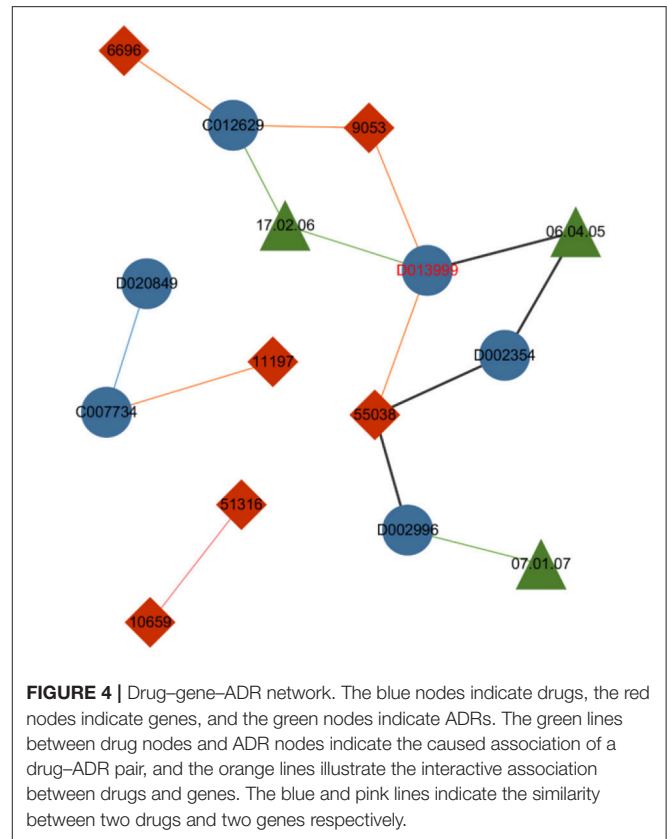 6696
C012629
9053
17.02.06
06.04.05
D013999
D020849
D002354
11197
C007734
55038
51316
D002996
07.01.07
10659
FIGURE 4 | Drug–gene–ADR network. The blue nodes indicate drugs, the red
nodes indicate genes, and the green nodes indicate ADRs. The green lines
between drug nodes and ADR nodes indicate the caused association of a
drug–ADR pair, and the orange lines illustrate the interactive association
between drugs and genes. The blue and pink lines indicate the similarity
between two drugs and two genes respectively.